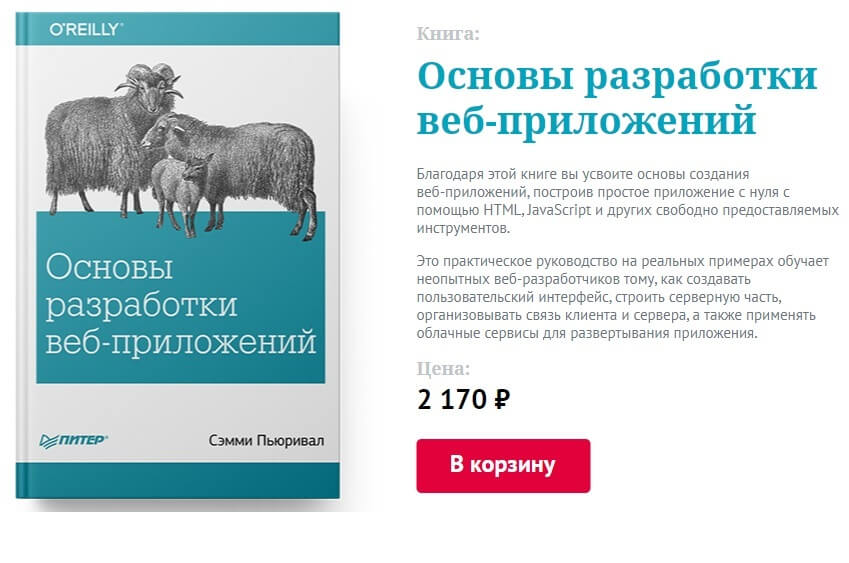 O'REILLY®
Основы
разработки
веб-приложений
ПИТЕР®
Сэмми Пьюривал
Книга:
Основы разработки
веб-приложений
Благодаря этой книге вы усвоите основы создания
веб-приложений, построив простое приложение с нуля с
помощью HTML, JavaScript и других свободно предоставляемых
инструментов.
Это практическое руководство на реальных примерах обучает
неопытных веб-разработчиков тому, как создавать
пользовательский интерфейс, строить серверную часть,
организовывать связь клиента и сервера, а также применять
облачные сервисы для развертывания приложения.
Цена:
2 170 ₽
В корзину